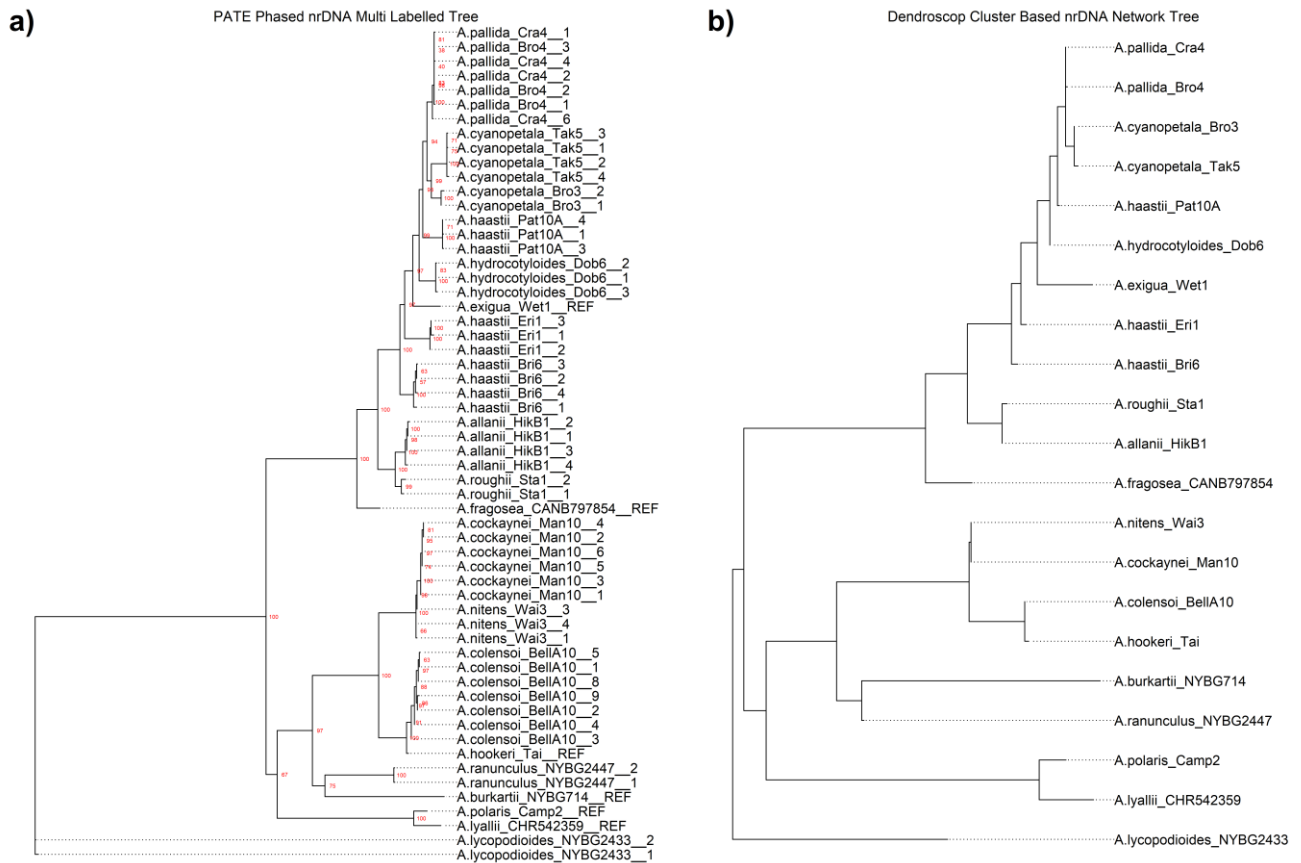 a)
PATE Phased nrDNA Multi Labelled Tree
A.pallida_Cra4__1
A.pallida_Bro4__3
A.pallida_Cra4__4
A.pallida_Cra4__2
A.pallida_Bro4__2
A.pallida_Bro4__1
A.pallida_Cra4__6
A.cyanopetala_Tak5__3
A.cyanopetala_Tak5__1
A.cyanopetala_Tak5__2
A.cyanopetala_Tak5__4
A.cyanopetala_Bro3__2
A.cyanopetala_Bro3__1
A.haastii_Pat10A__4
A.haastii_Pat10A__1
A.haastii_Pat10A__3
A.hydrocotyloides_Dob6__2
A.hydrocotyloides_Dob6__1
A.hydrocotyloides_Dob6__3
A.exigua_Wet1__REF
A.haastii_Eri1__3
A.haastii_Eri1__1
A.haastii_Eri1__2
A.haastii_Bri6__3
A.haastii_Bri6__2
A.haastii_Bri6__4
A.haastii_Bri6__1
A.allanii_HikB1__2
A.allanii_HikB1__1
A.allanii_HikB1__3
A.allanii_HikB1__4
A.roughii_Sta1__2
A.roughii_Sta1__1
A.fragosea_CANB797854__REF
A.cockaynei_Man10__4
A.cockaynei_Man10__2
A.cockaynei_Man10__6
A.cockaynei_Man10__5
A.cockaynei_Man10__3
A.cockaynei_Man10__1
A.nitens_Wai3__3
A.nitens_Wai3__4
A.nitens_Wai3__1
A.colensoi_BellA10__5
A.colensoi_BellA10__1
A.colensoi_BellA10__8
A.colensoi_BellA10__9
A.colensoi_BellA10__2
A.colensoi_BellA10__4
A.colensoi_BellA10__3
A.hookeri_Tai__REF
A.ranunculus_NYBG2447__2
A.ranunculus_NYBG2447__1
A.burkartii_NYBG714__REF
A.polaris_Camp2__REF
A.lyallii_CHR542359__REF
A.lycopodioides_NYBG2433__2
A.lycopodioides_NYBG2433__1
b)
Dendroscop Cluster Based nrDNA Network Tree
A.pallida_Cra4
A.pallida_Bro4
A.cyanopetala_Bro3
A.cyanopetala_Tak5
A.haastii_Pat10A
A.hydrocotyloides_Dob6
A.exigua_Wet1
A.haastii_Eri1
A.haastii_Bri6
A.roughii_Sta1
A.allanii_HikB1
A.fragosea_CANB797854
A.nitens_Wai3
A.cockaynei_Man10
A.colensoi_BellA10
A.hookeri_Tai
A.burkartii_NYBG714
A.ranunculus_NYBG2447
A.polaris_Camp2
A.lyallii_CHR542359
A.lycopodioides_NYBG2433